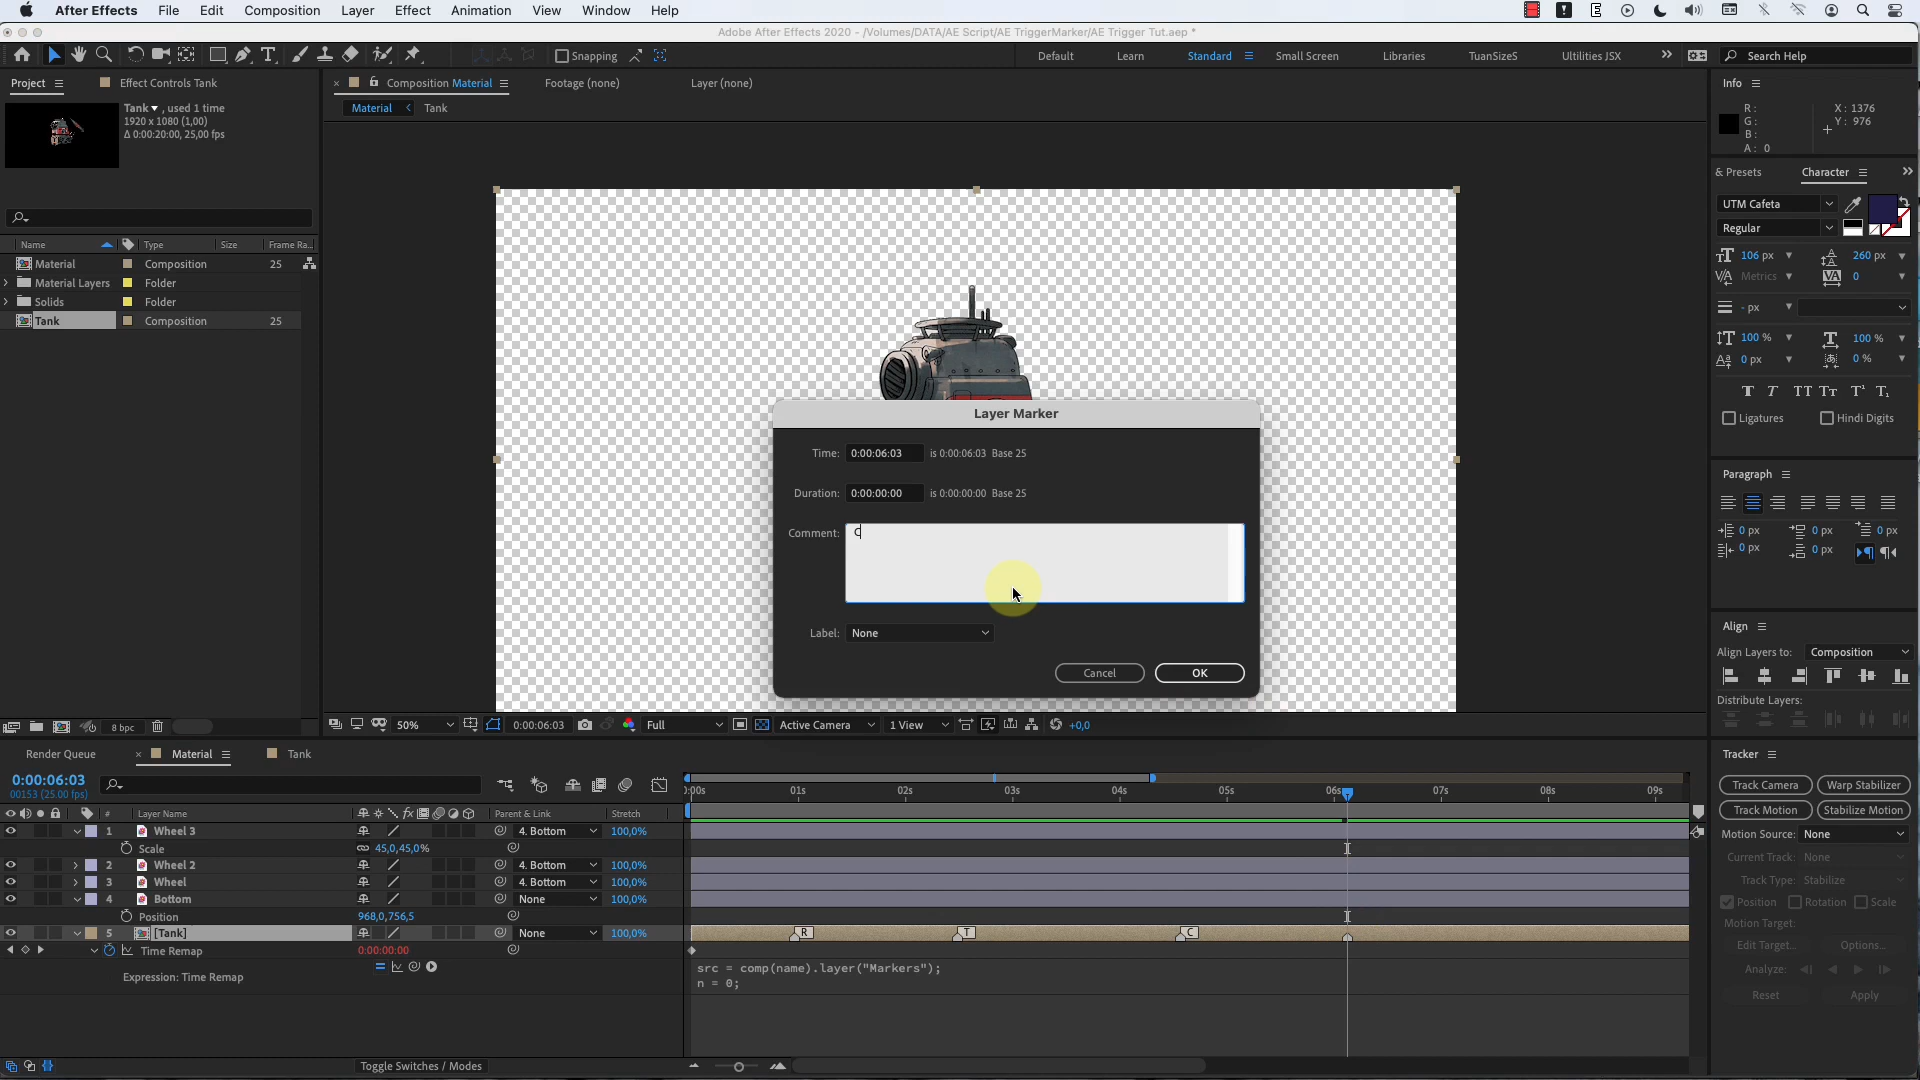 After Effects File Edit Composition Layer Effect Animation View Window Help
Adobe After Effects 2020 - /Volumes/DATA/AE Script/AE TriggerMarker/AE Trigger Tut.aep *
Snapping Default Learn Standard Small Screen Libraries TuanSizeS Ultilities JSX Search Help
Project Effect Controls Tank Composition Material Footage (none) Layer (none) Info
Tank , used 1 time
1920 x 1080 (1,00)
Δ 0:00:20:00, 25,00 fps
Material Tank
R: X: 1376
G: Y: 976
B:
A: 0
& Presets Character
UTM Cafeta
Regular
106 px 260 px
Metrics 0
- px
100 % 100 %
0 px 0 %
Ligatures Hindi Digits
Name Type Size Frame Ra...
Material Composition 25
Material Layers Folder
Solids Folder
Tank Composition 25
Paragraph
0 px 0 px 0 px
0 px 0 px
Layer Marker
Time: 0:00:06:03 is 0:00:06:03 Base 25
Duration: 0:00:00:00 is 0:00:00:00 Base 25
Comment: C
Label: None
Cancel OK
Align
Align Layers to: Composition
Distribute Layers:
8 bpc 50% 0:00:06:03 Full Active Camera 1 View +0,0
Render Queue Material Tank
0:00:06:03
00153 (25.00 fps)
:00s 01s 02s 03s 04s 05s 06s 07s 08s 09s
# Layer Name Parent & Link Stretch
1 Wheel 3 4. Bottom 100,0%
Scale 45,0,45,0%
2 Wheel 2 4. Bottom 100,0%
3 Wheel 4. Bottom 100,0%
4 Bottom None 100,0%
Position 968,0,756,5
5 [Tank] None 100,0% R T C
Time Remap 0:00:00:00
Expression: Time Remap
src = comp(name).layer("Markers");
n = 0;
Toggle Switches / Modes
Tracker
Track Camera Warp Stabilizer
Track Motion Stabilize Motion
Motion Source: None
Current Track: None
Track Type: Stabilize
Position Rotation Scale
Motion Target:
Edit Target... Options...
Analyze:
Reset Apply